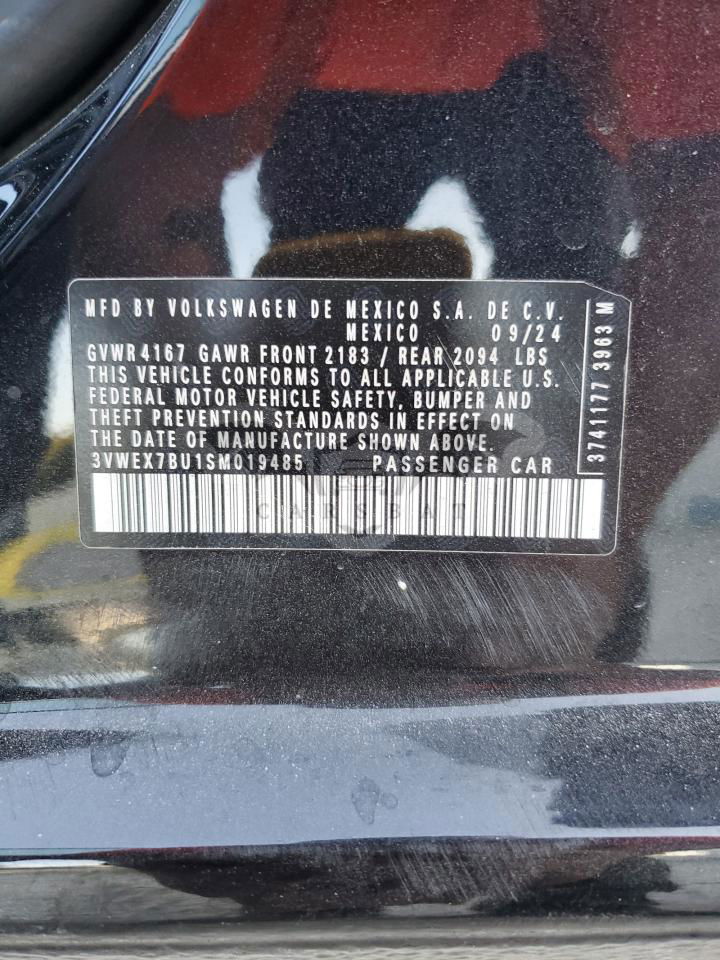 MFD BY VOLKSWAGEN DE MEXICO S.A. DE C.V.
MEXICO 09/24
GVWR 4167 GAWR FRONT 2183 / REAR 2094 LBS
THIS VEHICLE CONFORMS TO ALL APPLICABLE U.S.
FEDERAL MOTOR VEHICLE SAFETY, BUMPER AND
THEFT PREVENTION STANDARDS IN EFFECT ON
THE DATE OF MANUFACTURE SHOWN ABOVE.
3VWEX7BU1SM019485 PASSENGER CAR
CARSBAT
3741177 3963 M